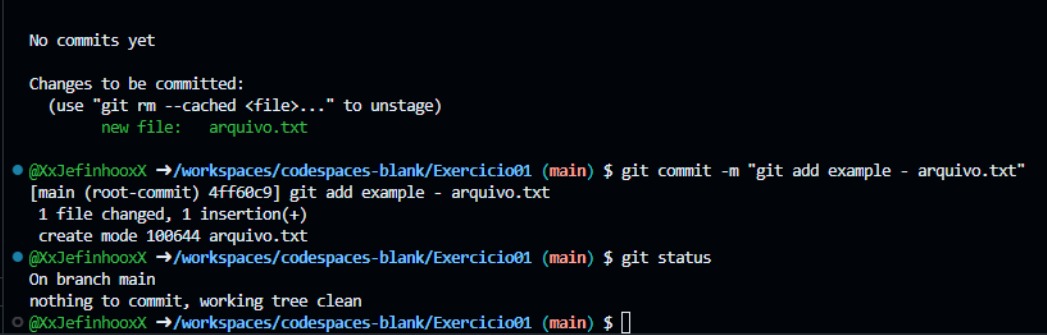 No commits yet
Changes to be committed:
(use "git rm --cached <file>..." to unstage)
new file:   arquivo.txt
@XxJefinhooxX ➜/workspaces/codespaces-blank/Exercicio01 (main) $ git commit -m "git add example - arquivo.txt"
[main (root-commit) 4ff60c9] git add example - arquivo.txt
1 file changed, 1 insertion(+)
create mode 100644 arquivo.txt
@XxJefinhooxX ➜/workspaces/codespaces-blank/Exercicio01 (main) $ git status
On branch main
nothing to commit, working tree clean
@XxJefinhooxX ➜/workspaces/codespaces-blank/Exercicio01 (main) $